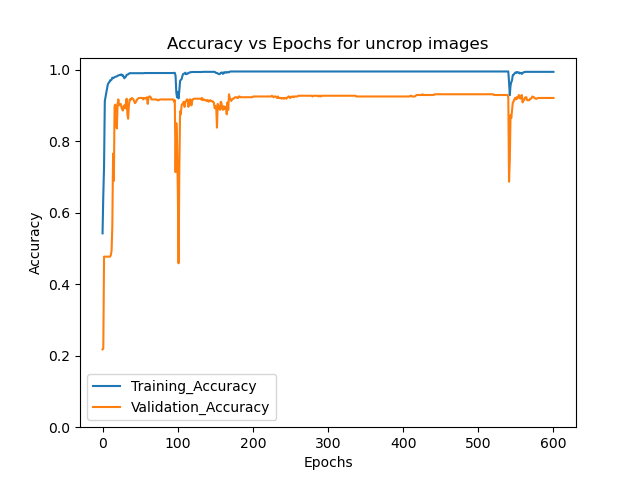 Accuracy vs Epochs for uncrop images
1.0
0.8
0.6
0.4
0.2
0.0
Accuracy
Training_Accuracy
Validation_Accuracy
0 100 200 300 400 500 600
Epochs